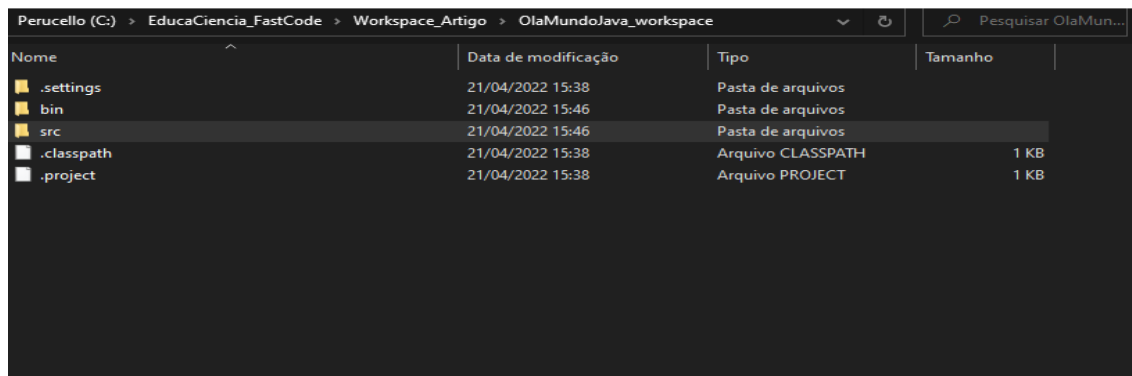 Perucello (C:) > EducaCiencia_FastCode > Workspace_Artigo > OlaMundoJava_workspace Pesquisar OlaMun...
Nome Data de modificação Tipo Tamanho
.settings 21/04/2022 15:38 Pasta de arquivos
bin 21/04/2022 15:46 Pasta de arquivos
src 21/04/2022 15:46 Pasta de arquivos
.classpath 21/04/2022 15:38 Arquivo CLASSPATH 1 KB
.project 21/04/2022 15:38 Arquivo PROJECT 1 KB